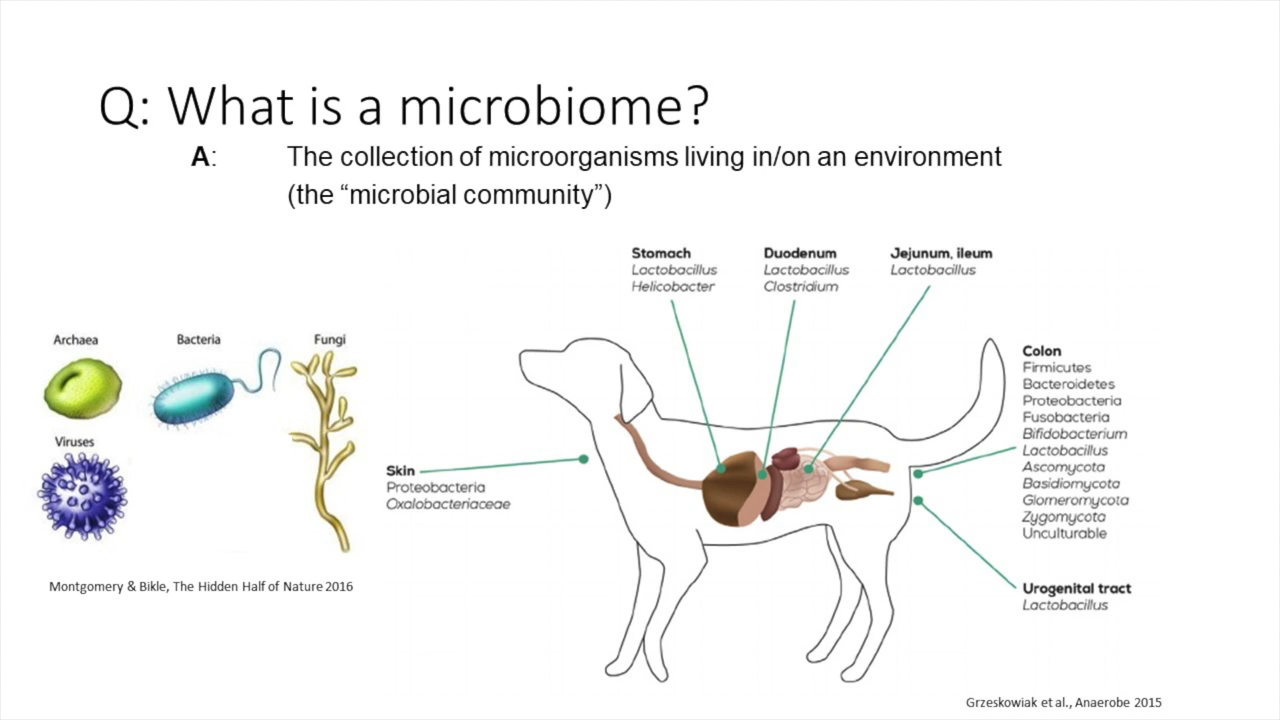 Q: What is a microbiome?
A: The collection of microorganisms living in/on an environment
(the “microbial community”)
Archaea
Bacteria
Fungi
Viruses
Montgomery & Bikle, The Hidden Half of Nature 2016
Stomach
Lactobacillus
Helicobacter
Duodenum
Lactobacillus
Clostridium
Jejunum, ileum
Lactobacillus
Skin
Proteobacteria
Oxalobacteriaceae
Colon
Firmicutes
Bacteroidetes
Proteobacteria
Fusobacteria
Bifidobacterium
Lactobacillus
Ascomycota
Basidiomycota
Glomeromycota
Zygomycota
Unculturable
Urogenital tract
Lactobacillus
Grzeskowiak et al., Anaerobe 2015